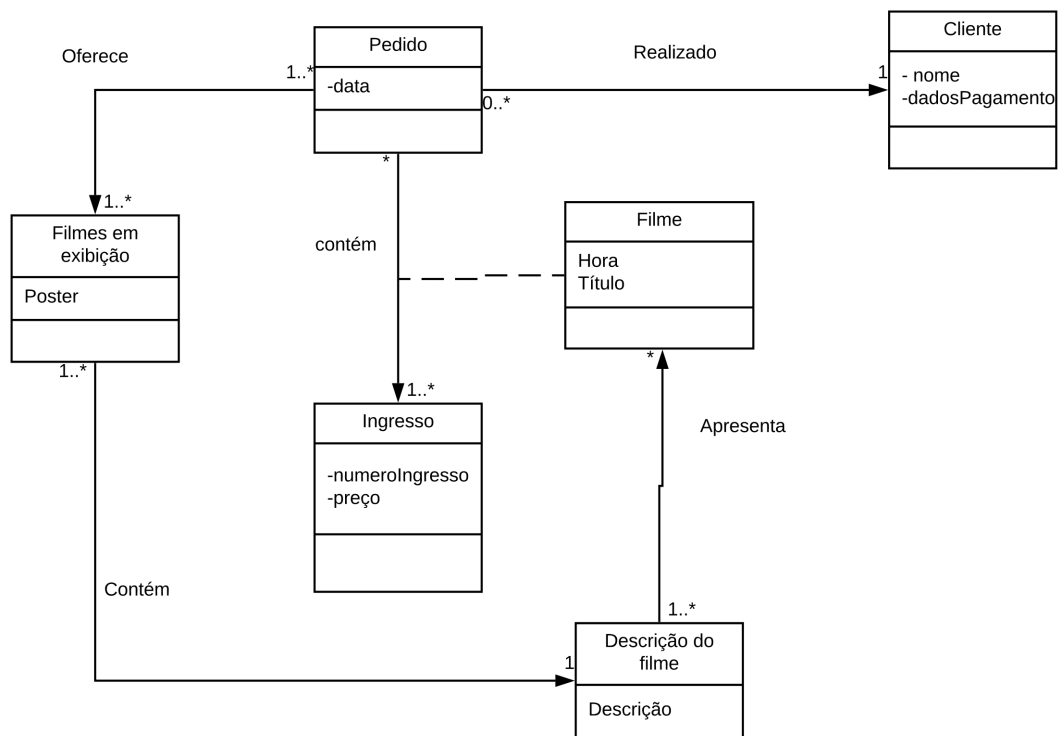 Oferece
1..*
Pedido
-data
0..*
Realizado
1
Cliente
- nome
-dadosPagamento
*
1..*
Filmes em
exibição
Poster
1..*
contém
Filme
Hora
Título
*
1..*
Ingresso
-numeroIngresso
-preço
Apresenta
Contém
1..*
1
Descrição do
filme
Descrição